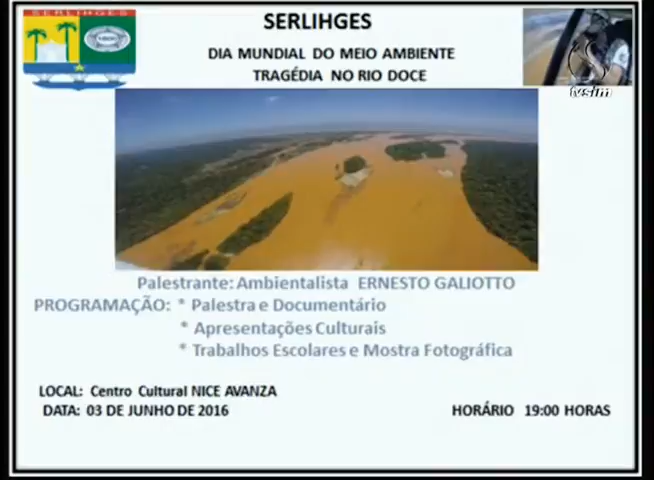 SERLIHGES
SERLIHGES
DIA MUNDIAL DO MEIO AMBIENTE
TRAGÉDIA NO RIO DOCE
tvsim
Palestrante: Ambientalista ERNESTO GALIOTTO
PROGRAMAÇÃO: * Palestra e Documentário
* Apresentações Culturais
* Trabalhos Escolares e Mostra Fotográfica
LOCAL: Centro Cultural NICE AVANZA
DATA: 03 DE JUNHO DE 2016
HORÁRIO 19:00 HORAS